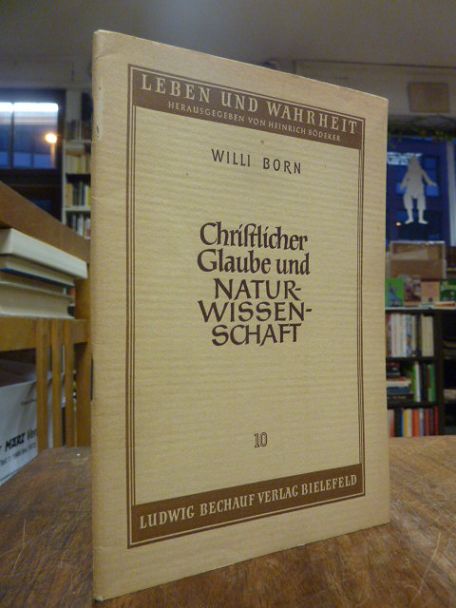 LEBEN UND WAHRHEIT
HERAUSGEGEBEN VON HEINRICH BÖDEKER
WILLI BORN
Chriſtlicher
Glaube und
NATUR-
WISSEN-
SCHAFT
10
LUDWIG BECHAUF VERLAG BIELEFELD
MARX